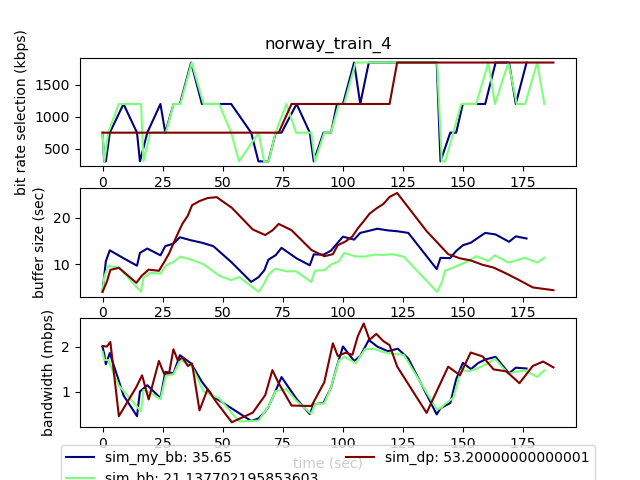 norway_train_4
bit rate selection (kbps)
1500
1000
500
0 25 50 75 100 125 150 175
buffer size (sec)
20
10
0 25 50 75 100 125 150 175
bandwidth (mbps)
2
1
0 25 50 75 100 125 150 175
time (sec)
sim_my_bb: 35.65 sim_dp: 53.20000000000001
sim_bb: 21.137702195853603